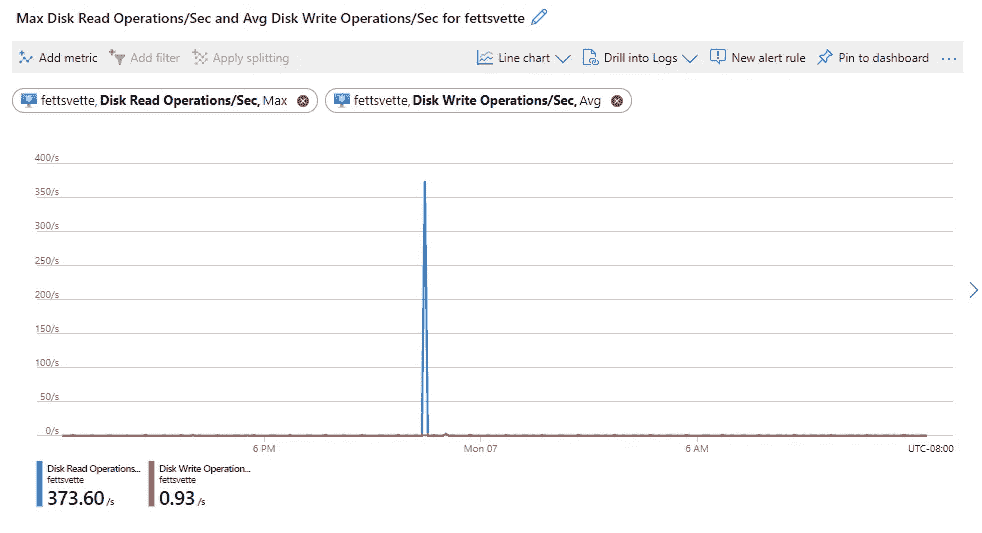 Max Disk Read Operations/Sec and Avg Disk Write Operations/Sec for fettsvette
Add metric Add filter Apply splitting Line chart Drill into Logs New alert rule Pin to dashboard ...
fettsvette, Disk Read Operations/Sec, Max fettsvette, Disk Write Operations/Sec, Avg
400/s
350/s
300/s
250/s
200/s
150/s
100/s
50/s
0/s
6 PM Mon 07 6 AM UTC-08:00
Disk Read Operations... Disk Write Operation...
fettsvette fettsvette
373.60 /s 0.93 /s